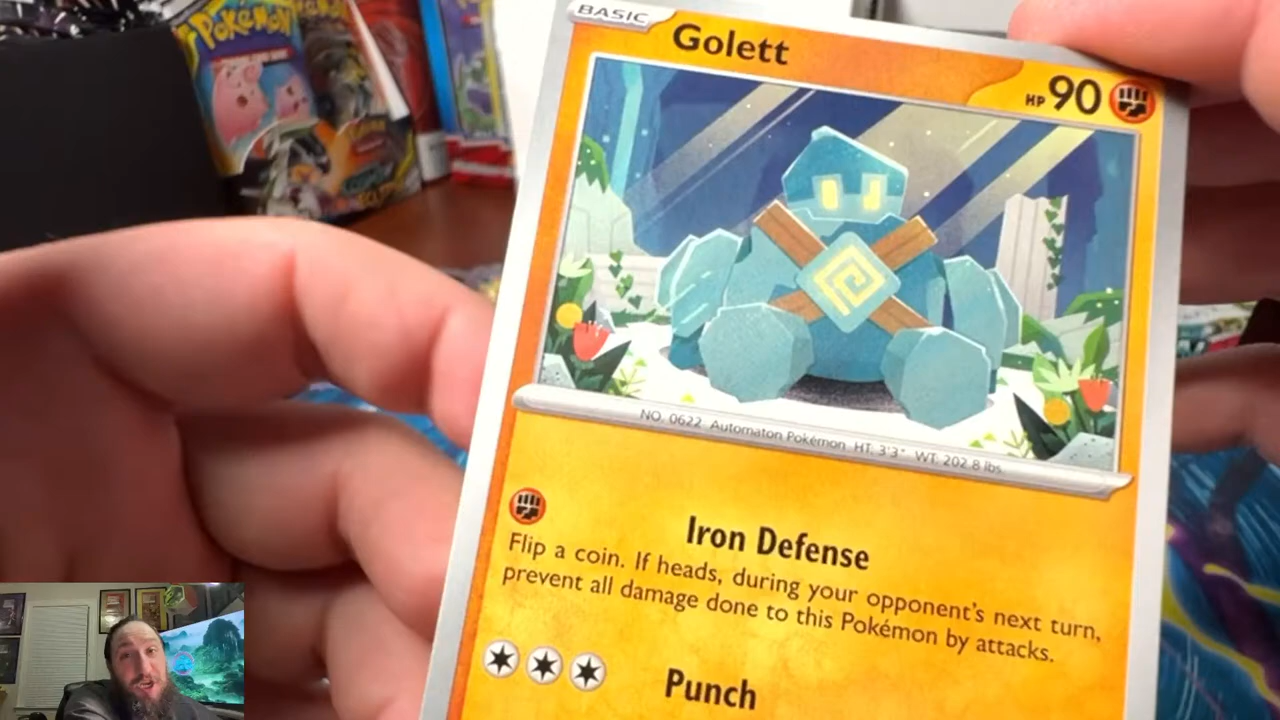 Pokémon
BASIC
Golett
HP 90
NO. 0622 Automaton Pokémon HT: 3'3" WT: 202.8 lbs.
Iron Defense
Flip a coin. If heads, during your opponent's next turn,
prevent all damage done to this Pokémon by attacks.
Punch